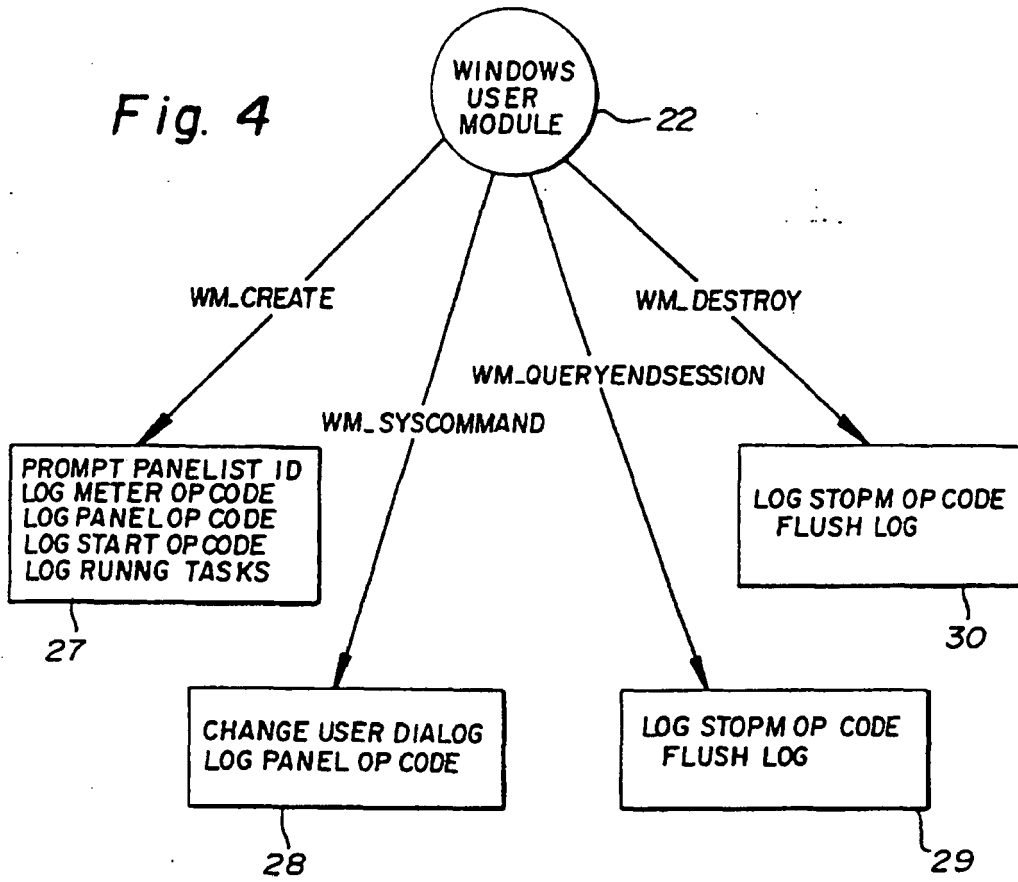 Fig. 4
WINDOWS
USER
MODULE
22
WM_CREATE
WM_DESTROY
WM_QUERYENDSESSION
WM_SYSCOMMAND
PROMPT PANELIST ID
LOG METER OP CODE
LOG PANEL OP CODE
LOG START OP CODE
LOG RUNNG TASKS
27
LOG STOPM OP CODE
FLUSH LOG
30
CHANGE USER DIALOG
LOG PANEL OP CODE
28
LOG STOPM OP CODE
FLUSH LOG
29